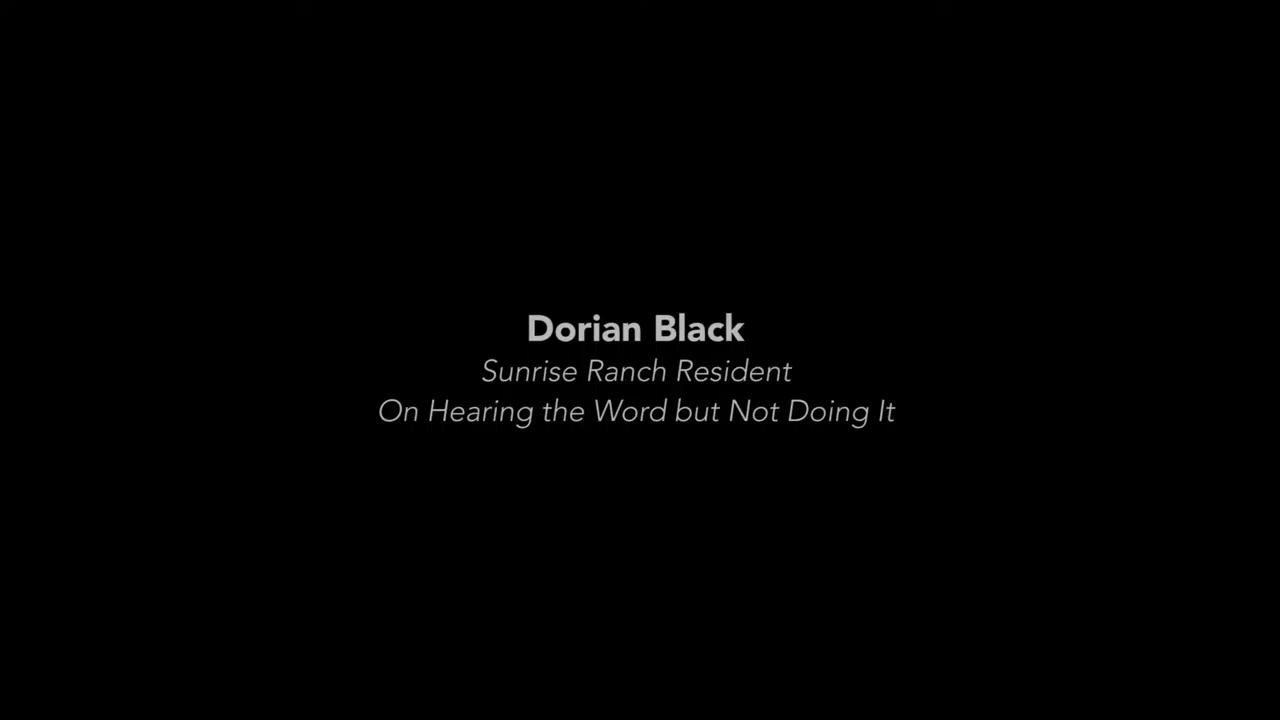 Dorian Black
Sunrise Ranch Resident
On Hearing the Word but Not Doing It